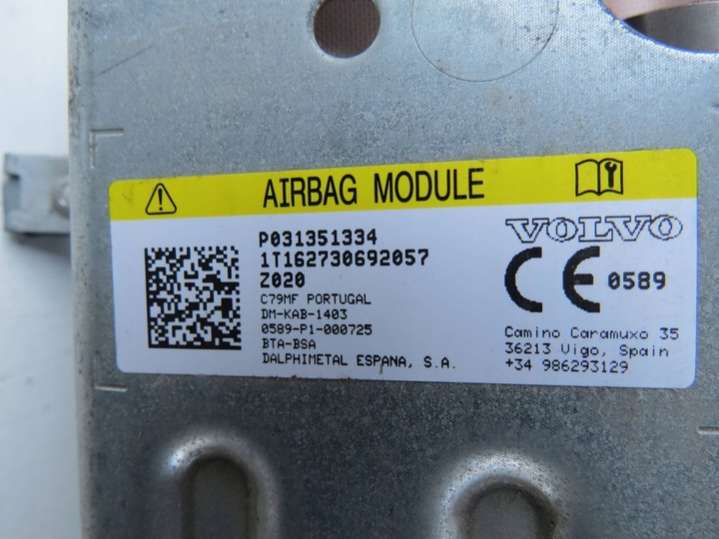 AIRBAG MODULE
P031351334
1T162730692057
Z020
C79MF PORTUGAL
DM-KAB-1403
0589-P1-000725
BTA-BSA
DALPHIMETAL ESPANA, S.A.
VOLVO
CE 0589
Camino Caramuxo 35
36213 Vigo, Spain
+34 986293129